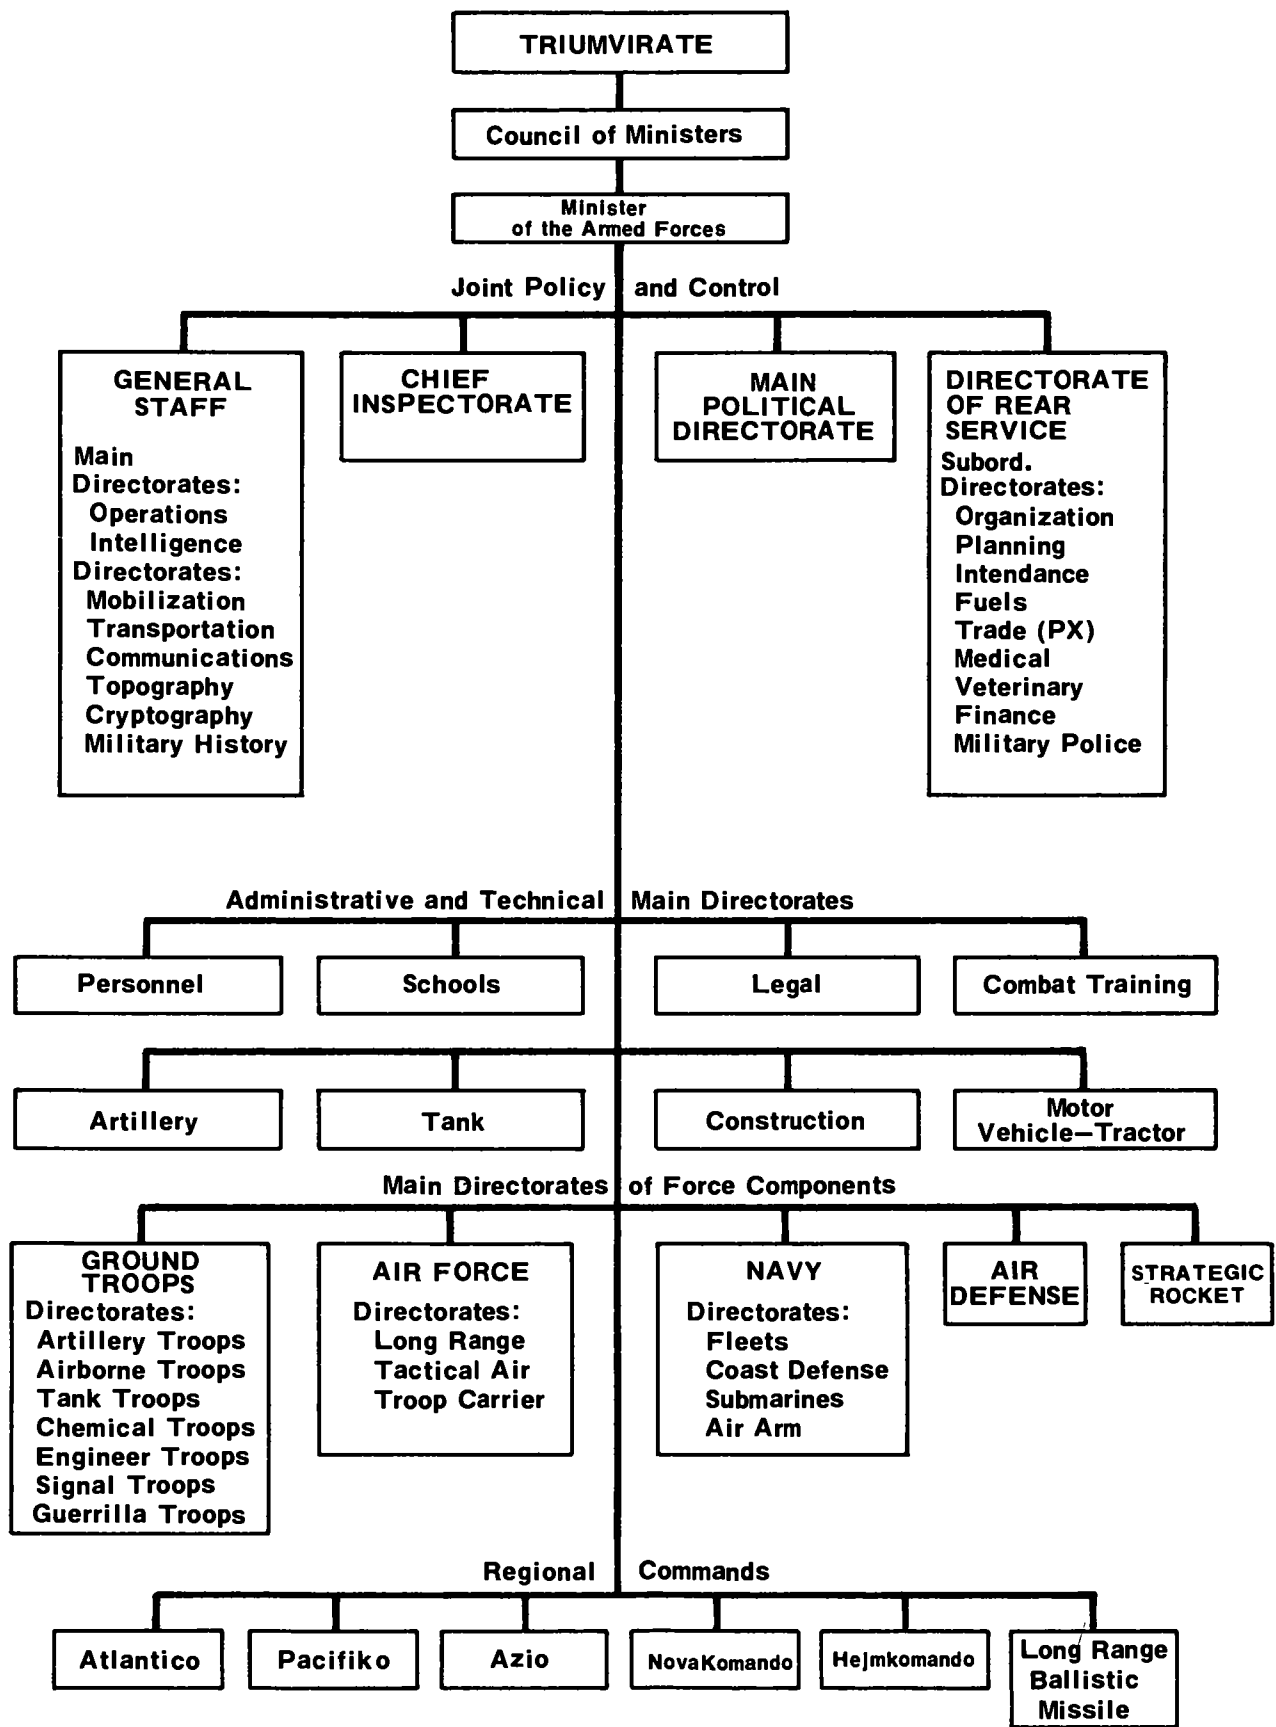 TRIUMVIRATE
Council of Ministers
Minister
of the Armed Forces
Joint Policy and Control
GENERAL
STAFF
Main
Directorates:
Operations
Intelligence
Directorates:
Mobilization
Transportation
Communications
Topography
Cryptography
Military History
CHIEF
INSPECTORATE
MAIN
POLITICAL
DIRECTORATE
DIRECTORATE
OF REAR
SERVICE
Subord.
Directorates:
Organization
Planning
Intendance
Fuels
Trade (PX)
Medical
Veterinary
Finance
Military Police
Administrative and Technical Main Directorates
Personnel
Schools
Legal
Combat Training
Artillery
Tank
Construction
Motor
Vehicle—Tractor
Main Directorates of Force Components
GROUND
TROOPS
Directorates:
Artillery Troops
Airborne Troops
Tank Troops
Chemical Troops
Engineer Troops
Signal Troops
Guerrilla Troops
AIR FORCE
Directorates:
Long Range
Tactical Air
Troop Carrier
NAVY
Directorates:
Fleets
Coast Defense
Submarines
Air Arm
AIR
DEFENSE
STRATEGIC
ROCKET
Regional Commands
Atlantico
Pacifiko
Azio
NovaKomando
Hejmkomando
Long Range
Ballistic
Missile